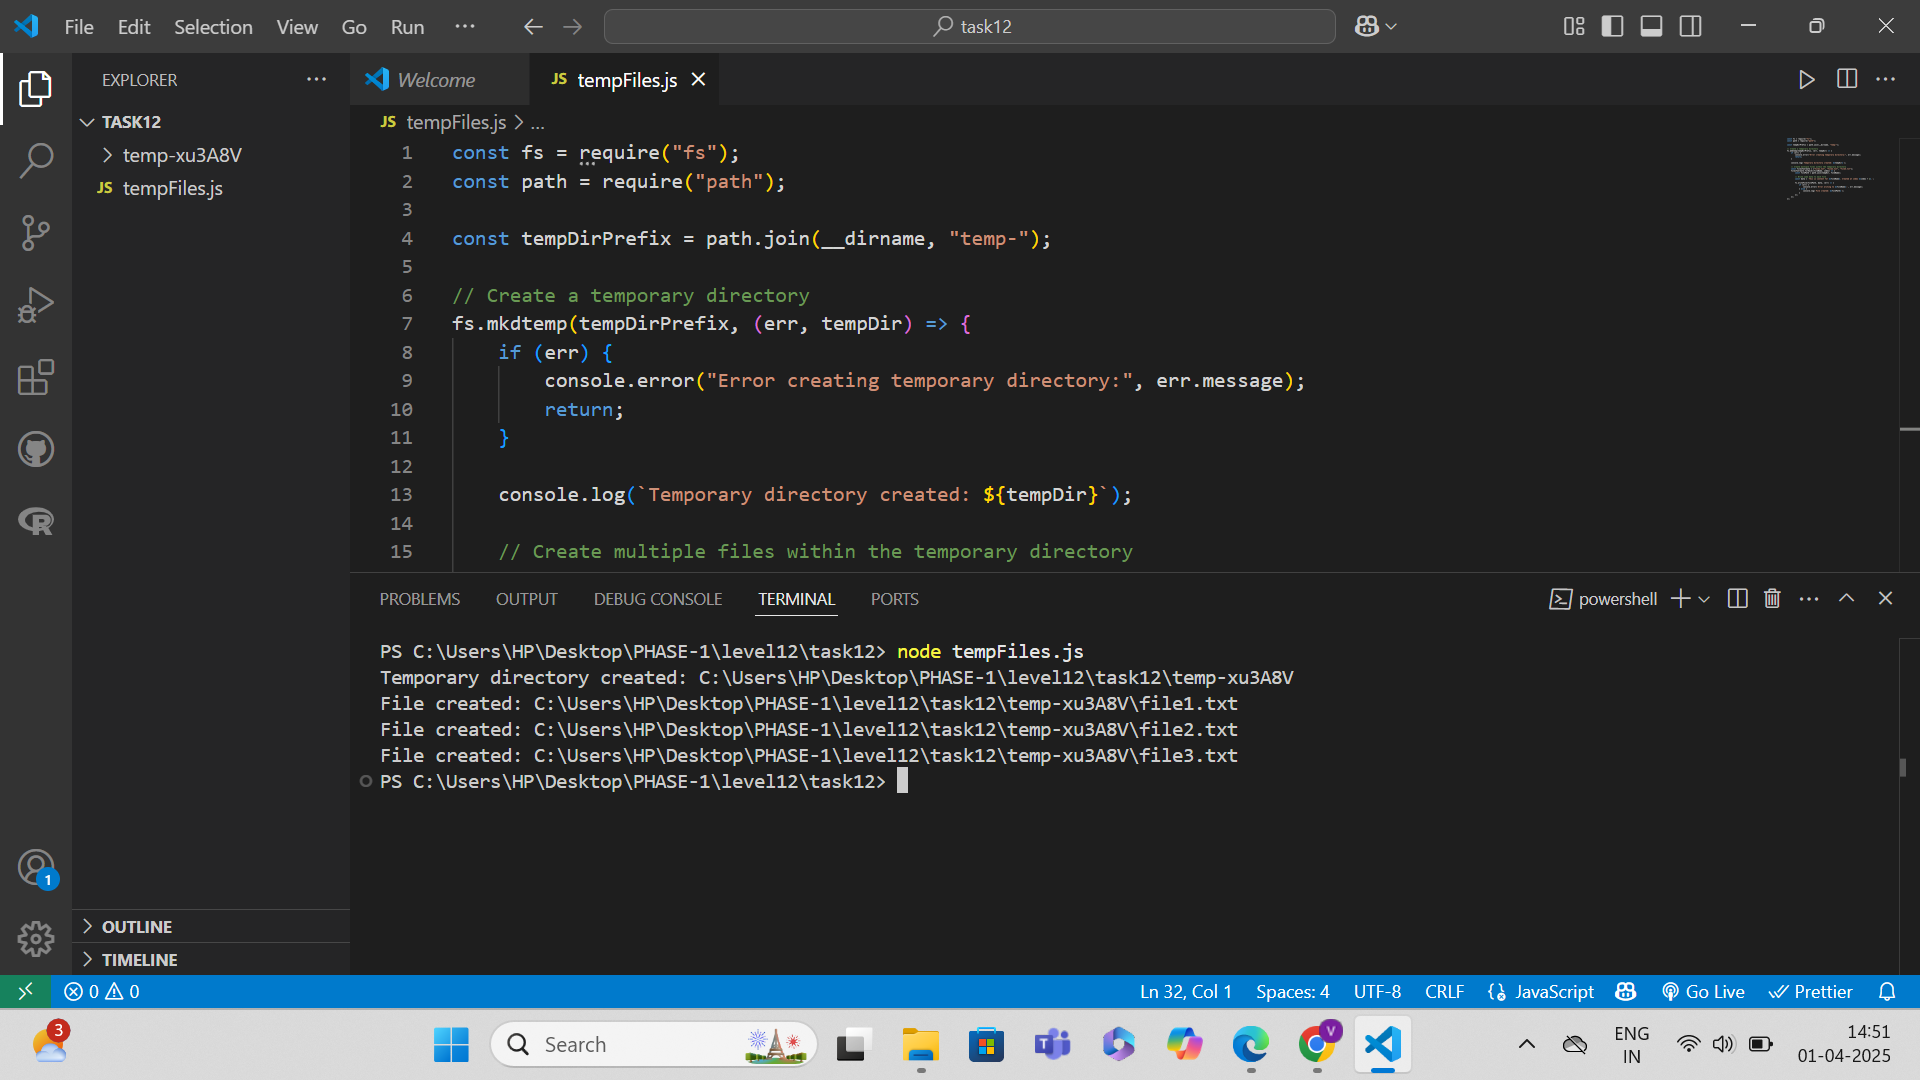 File Edit Selection View Go Run ···
task12
EXPLORER
TASK12
temp-xu3A8V
JS tempFiles.js
Welcome
JS tempFiles.js
JS tempFiles.js > ...
1 const fs = require("fs");
2 const path = require("path");
3
4 const tempDirPrefix = path.join(__dirname, "temp-");
5
6 // Create a temporary directory
7 fs.mkdtemp(tempDirPrefix, (err, tempDir) => {
8 if (err) {
9 console.error("Error creating temporary directory:", err.message);
10 return;
11 }
12
13 console.log(`Temporary directory created: ${tempDir}`);
14
15 // Create multiple files within the temporary directory
PROBLEMS OUTPUT DEBUG CONSOLE TERMINAL PORTS
powershell
PS C:\Users\HP\Desktop\PHASE-1\level12\task12> node tempFiles.js
Temporary directory created: C:\Users\HP\Desktop\PHASE-1\level12\task12\temp-xu3A8V
File created: C:\Users\HP\Desktop\PHASE-1\level12\task12\temp-xu3A8V\file1.txt
File created: C:\Users\HP\Desktop\PHASE-1\level12\task12\temp-xu3A8V\file2.txt
File created: C:\Users\HP\Desktop\PHASE-1\level12\task12\temp-xu3A8V\file3.txt
PS C:\Users\HP\Desktop\PHASE-1\level12\task12>
1
OUTLINE
TIMELINE
0 0
Ln 32, Col 1 Spaces: 4 UTF-8 CRLF JavaScript Go Live Prettier
3
Search
V
ENG
IN
14:51
01-04-2025